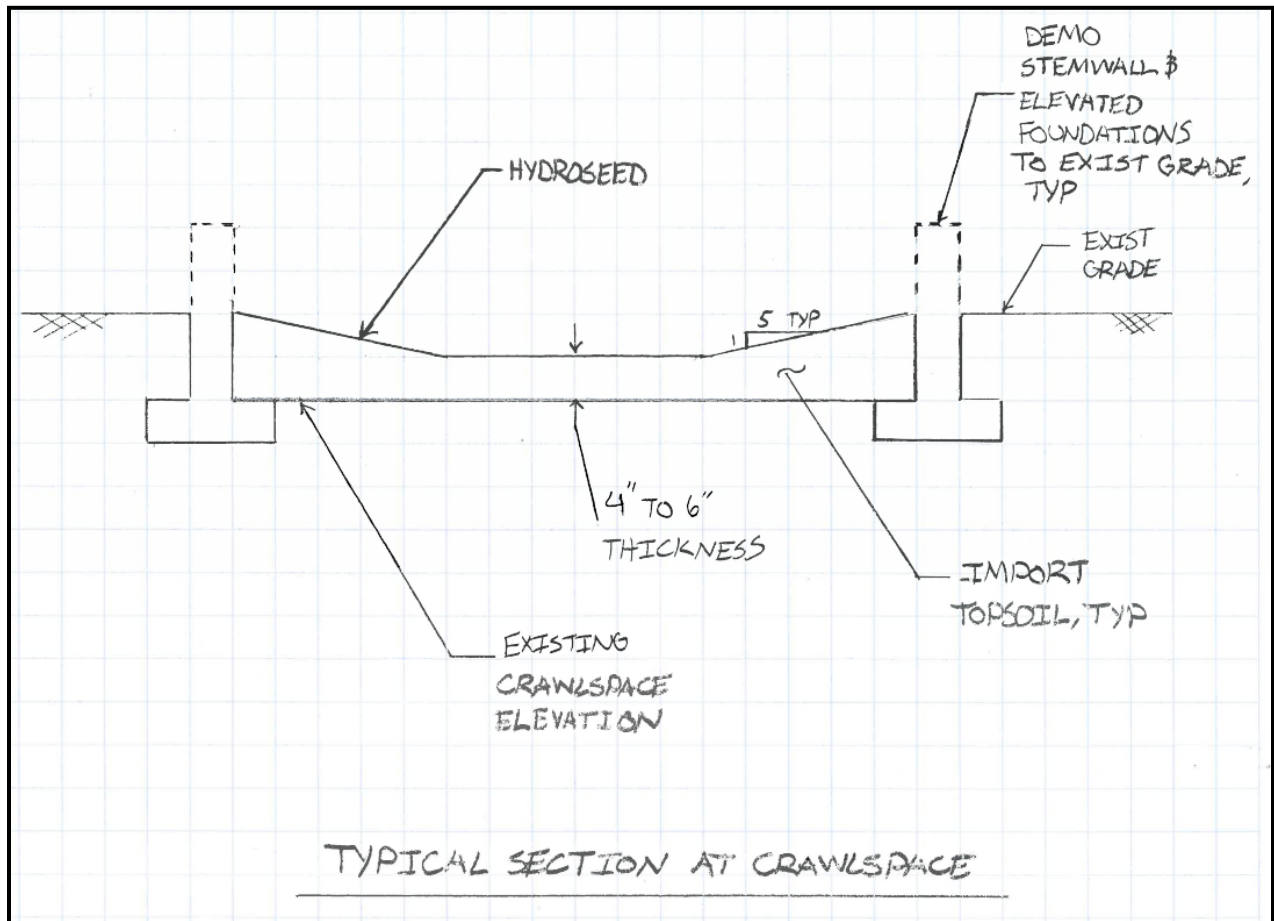 DEMO
STEMWALL &
ELEVATED
FOUNDATIONS
TO EXIST GRADE,
TYP
HYDROSEED
EXIST
GRADE
5 TYP
1
4" TO 6"
THICKNESS
IMPORT
TOPSOIL, TYP
EXISTING
CRAWLSPACE
ELEVATION
TYPICAL SECTION AT CRAWLSPACE